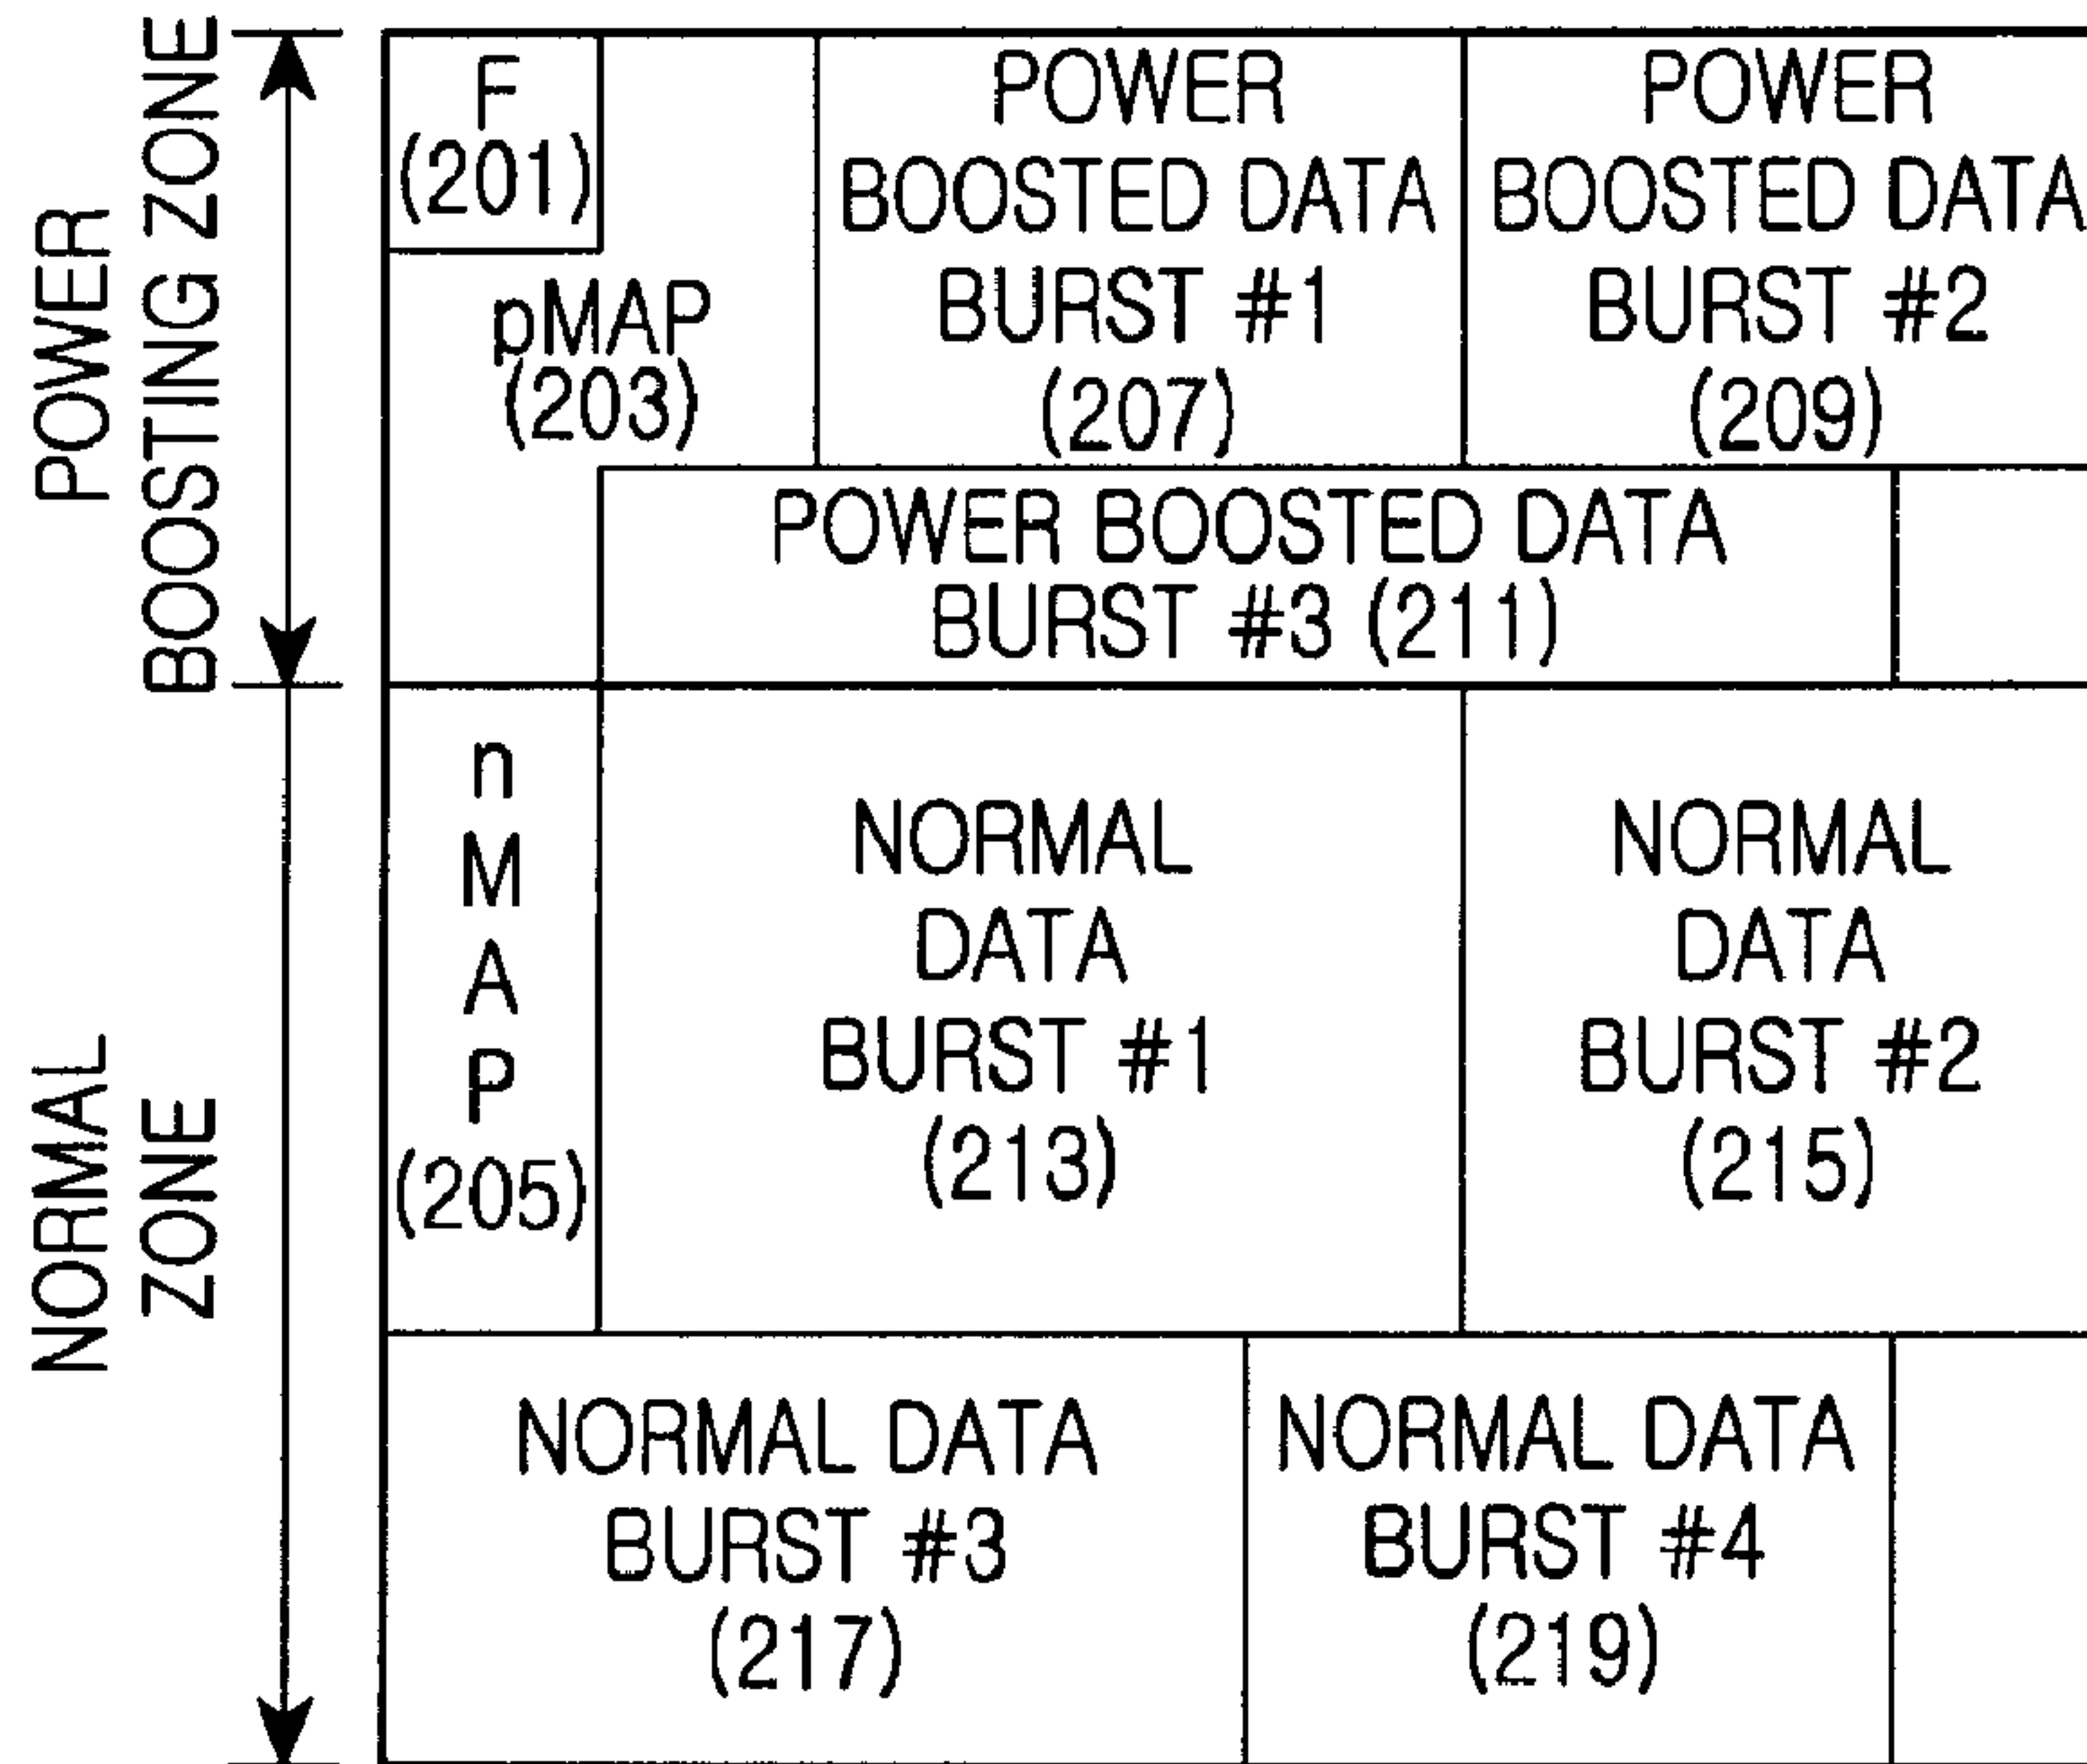 POWER
BOOSTING ZONE
F
(201)
pMAP
(203)
POWER
BOOSTED DATA
BURST #1
(207)
POWER
BOOSTED DATA
BURST #2
(209)
POWER BOOSTED DATA
BURST #3 (211)
NORMAL
ZONE
n
M
A
P
(205)
NORMAL
DATA
BURST #1
(213)
NORMAL
DATA
BURST #2
(215)
NORMAL DATA
BURST #3
(217)
NORMAL DATA
BURST #4
(219)